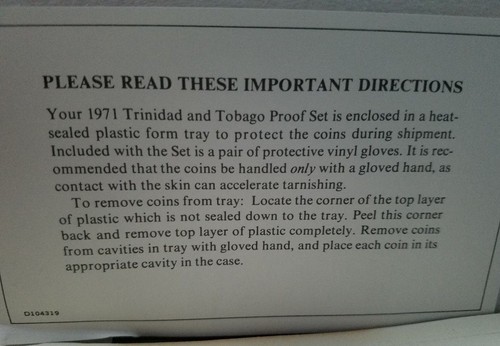 PLEASE READ THESE IMPORTANT DIRECTIONS
Your 1971 Trinidad and Tobago Proof Set is enclosed in a heat-
sealed plastic form tray to protect the coins during shipment.
Included with the Set is a pair of protective vinyl gloves. It is rec-
ommended that the coins be handled only with a gloved hand, as
contact with the skin can accelerate tarnishing.
To remove coins from tray: Locate the corner of the top layer
of plastic which is not sealed down to the tray. Peel this corner
back and remove top layer of plastic completely. Remove coins
from cavities in tray with gloved hand, and place each coin in its
appropriate cavity in the case.
D104319